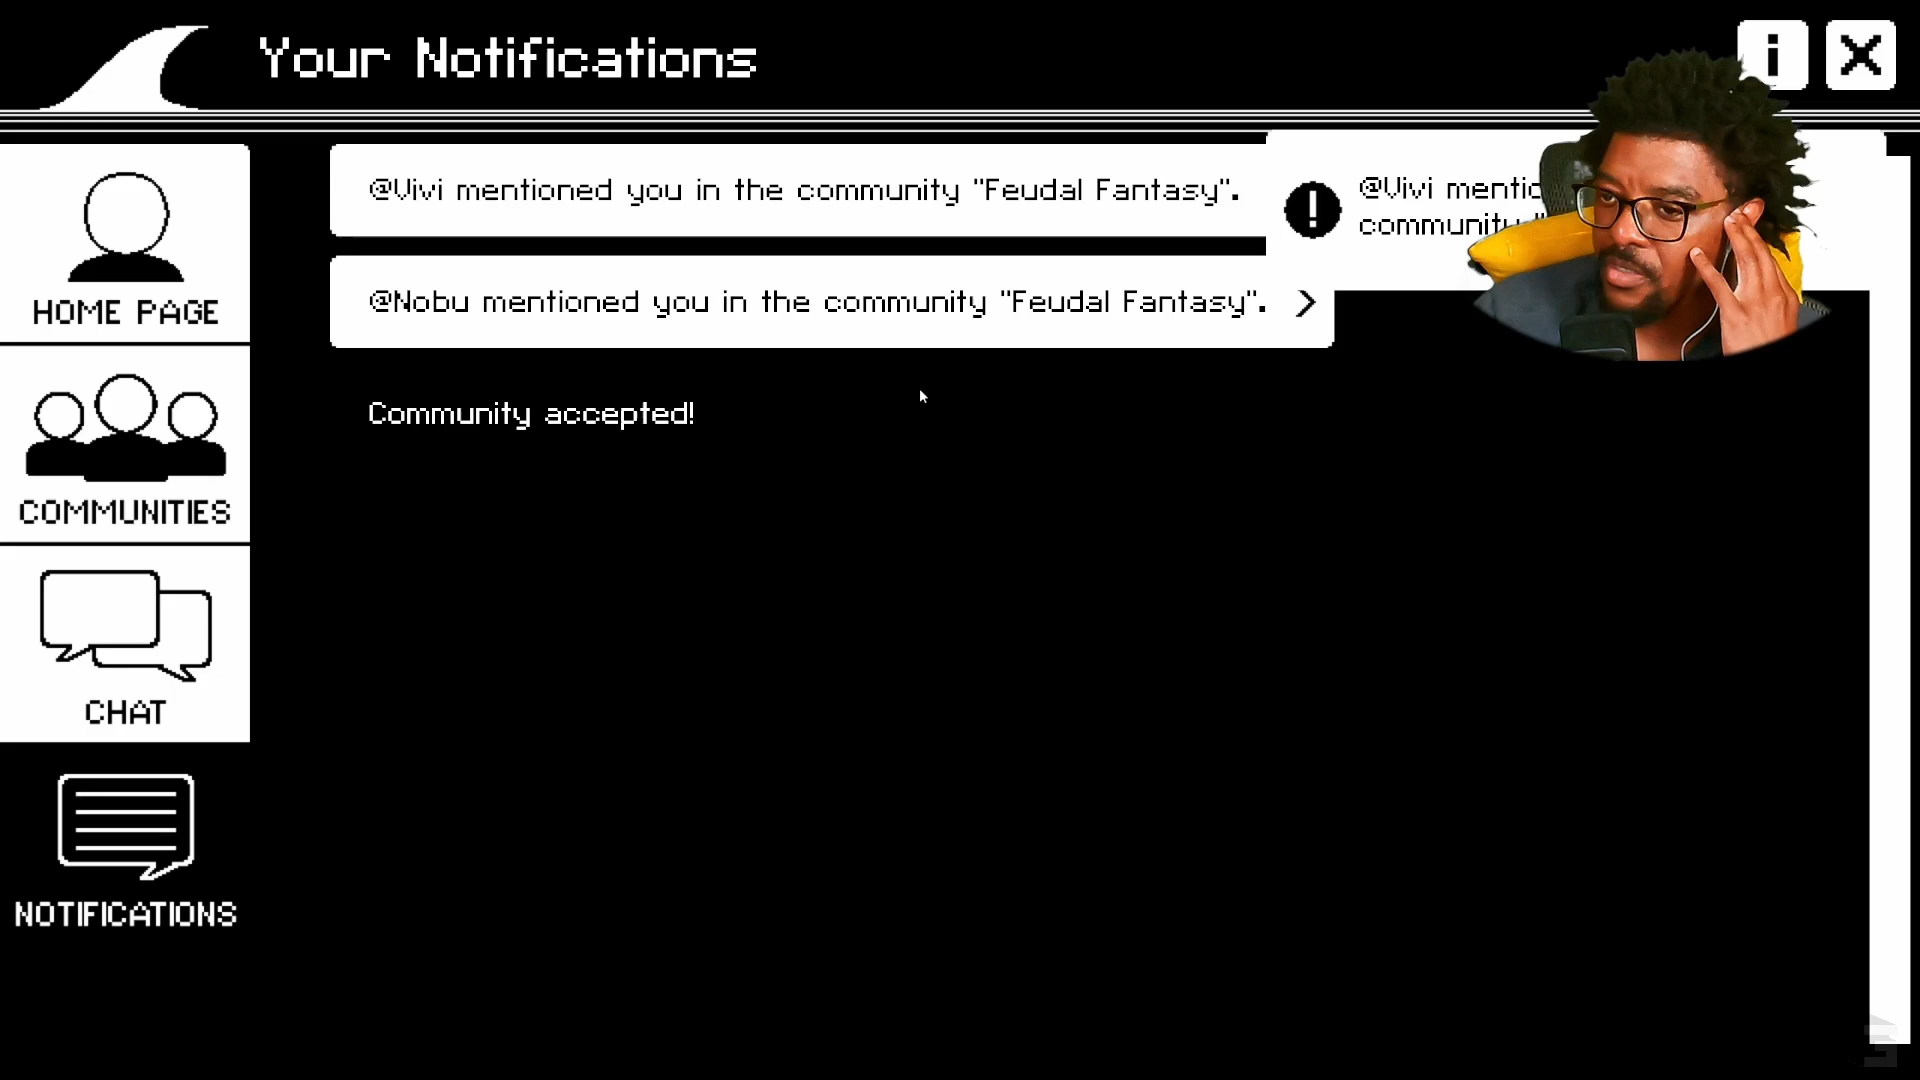 Your Notifications
i
@Vivi mentioned you in the community "Feudal Fantasy".
@Vivi
community "
@Nobu mentioned you in the community "Feudal Fantasy".
Community accepted!
HOME PAGE
COMMUNITIES
CHAT
NOTIFICATIONS